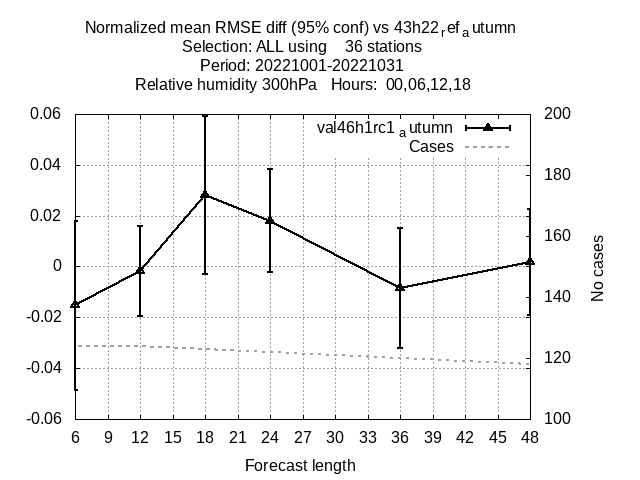 Normalized mean RMSE diff (95% conf) vs 43h22refautumn
Selection: ALL using 36 stations
Period: 20221001-20221031
Relative humidity 300hPa Hours: 00,06,12,18
0.06
0.04
0.02
0
-0.02
-0.04
-0.06
val46h1rc1autumn
Cases
200
180
160
140
120
100
No cases
6 9 12 15 18 21 24 27 30 33 36 39 42 45 48
Forecast length